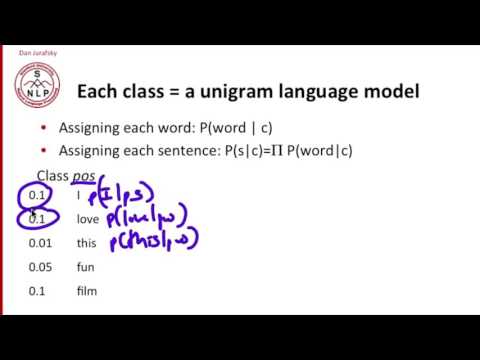 Dan Jurafsky
S
NLP
Each class = a unigram language model
• Assigning each word: P(word | c)
• Assigning each sentence: P(s|c)=Π P(word|c)
Class pos
0.1 I p(I|pos)
0.1 love p(love|pos)
0.01 this p(this|pos)
0.05 fun
0.1 film